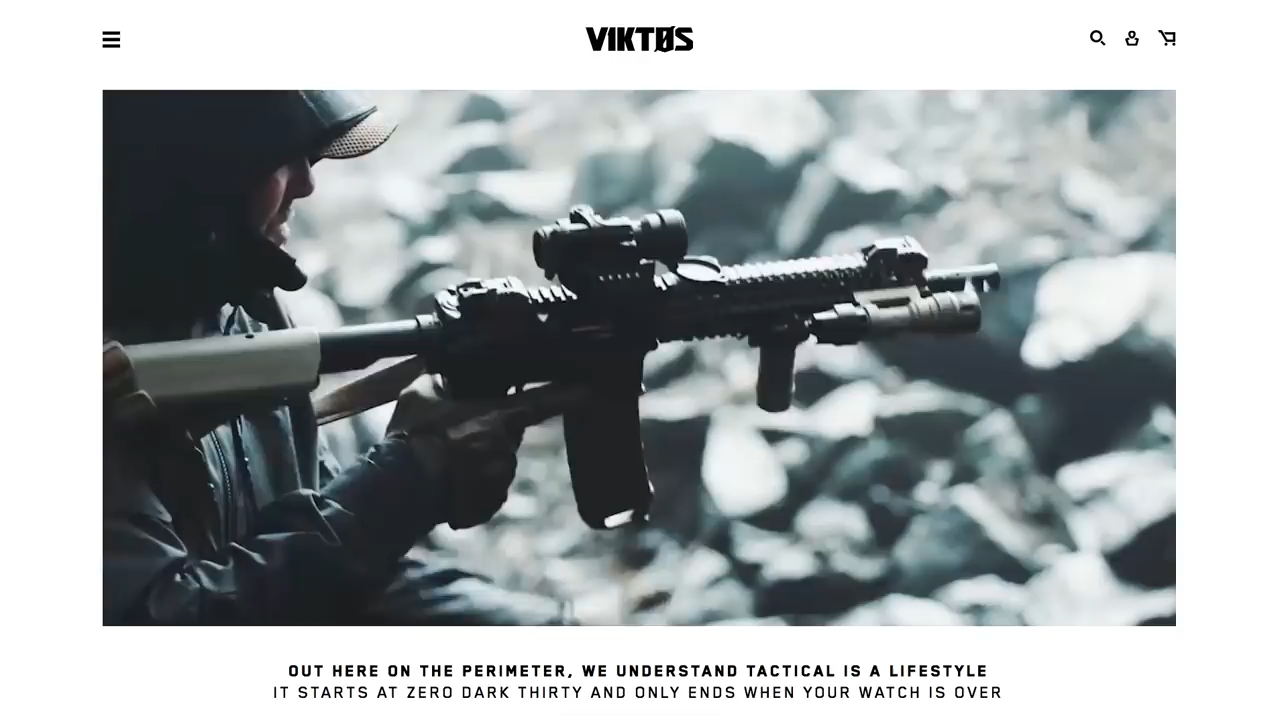 VIKTØS
OUT HERE ON THE PERIMETER, WE UNDERSTAND TACTICAL IS A LIFESTYLE
IT STARTS AT ZERO DARK THIRTY AND ONLY ENDS WHEN YOUR WATCH IS OVER